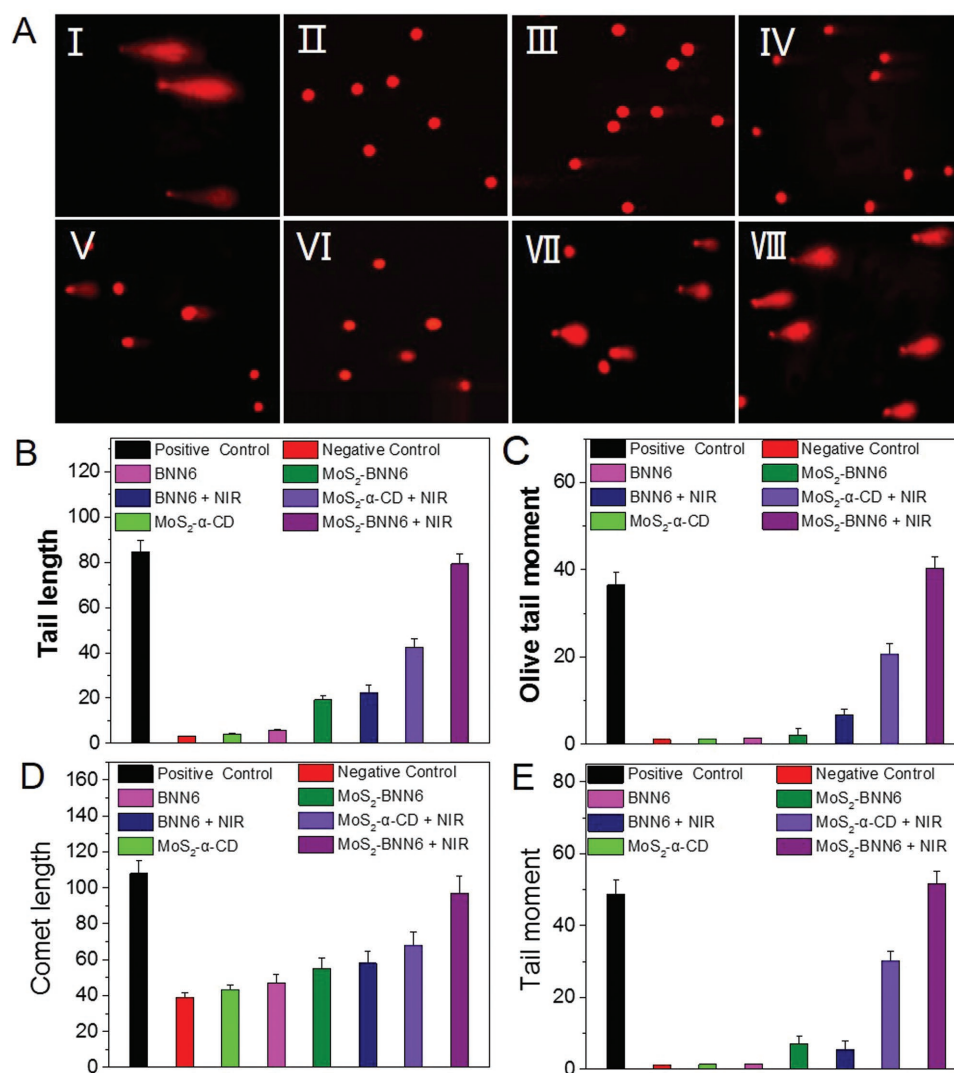 A
I
II
III
IV
V
VI
VII
VIII
B
Positive Control
Negative Control
BNN6
MoS2-BNN6
BNN6 + NIR
MoS2-α-CD + NIR
MoS2-α-CD
MoS2-BNN6 + NIR
Tail length
120
100
80
60
40
20
0
C
Positive Control
Negative Control
BNN6
MoS2-BNN6
BNN6 + NIR
MoS2-α-CD + NIR
MoS2-α-CD
MoS2-BNN6 + NIR
Olive tail moment
60
40
20
0
D
Positive Control
Negative Control
BNN6
MoS2-BNN6
BNN6 + NIR
MoS2-α-CD + NIR
MoS2-α-CD
MoS2-BNN6 + NIR
Comet length
160
140
120
100
80
60
40
20
0
E
Positive Control
Negative Control
BNN6
MoS2-BNN6
BNN6 + NIR
MoS2-α-CD + NIR
MoS2-α-CD
MoS2-BNN6 + NIR
Tail moment
80
60
40
20
0